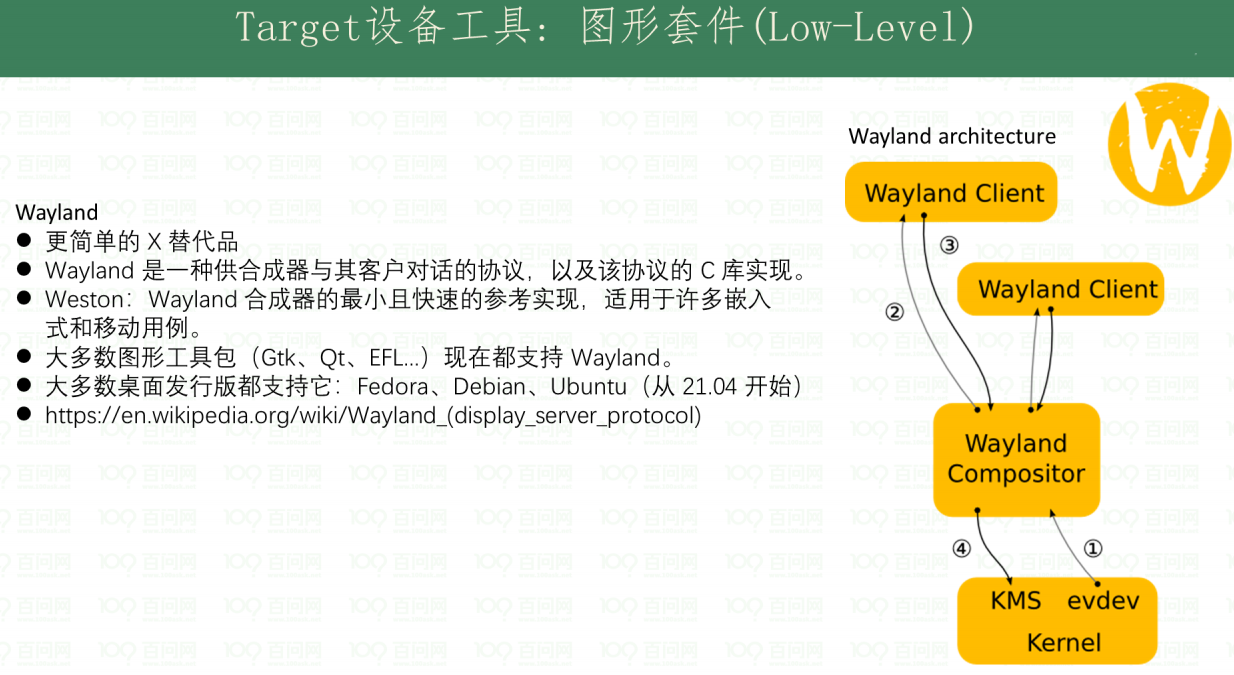 Target设备工具：图形套件(Low-Level)
Wayland
● 更简单的 X 替代品
● Wayland 是一种供合成器与其客户对话的协议，以及该协议的 C 库实现。
● Weston：Wayland 合成器的最小且快速的参考实现，适用于许多嵌入
式和移动用例。
● 大多数图形工具包（Gtk、Qt、EFL...）现在都支持 Wayland。
● 大多数桌面发行版都支持它：Fedora、Debian、Ubuntu（从 21.04 开始）
● https://en.wikipedia.org/wiki/Wayland_(display_server_protocol)
Wayland architecture
Wayland Client
③
Wayland Client
②
Wayland
Compositor
④
①
KMS evdev
Kernel
W
百问网